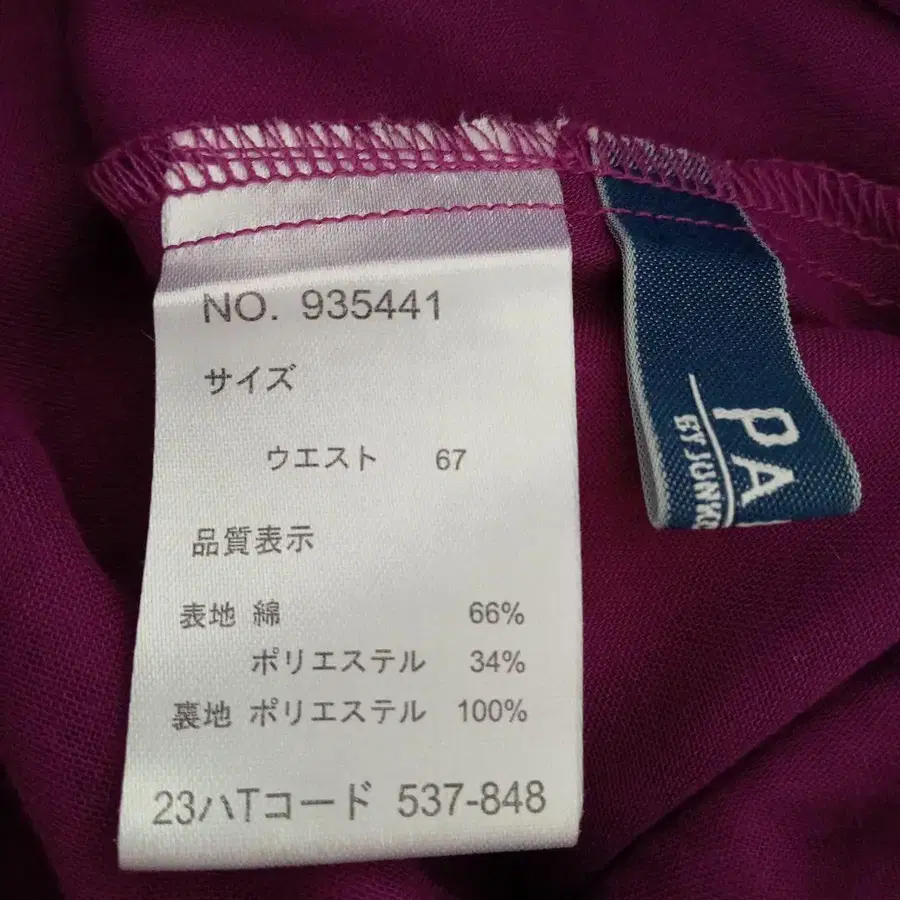 NO. 935441
サイズ
ウエスト 67
品質表示
表地 綿 66%
ポリエステル 34%
裏地 ポリエステル 100%
23ハTコード 537-848
PA
BY JUNKO